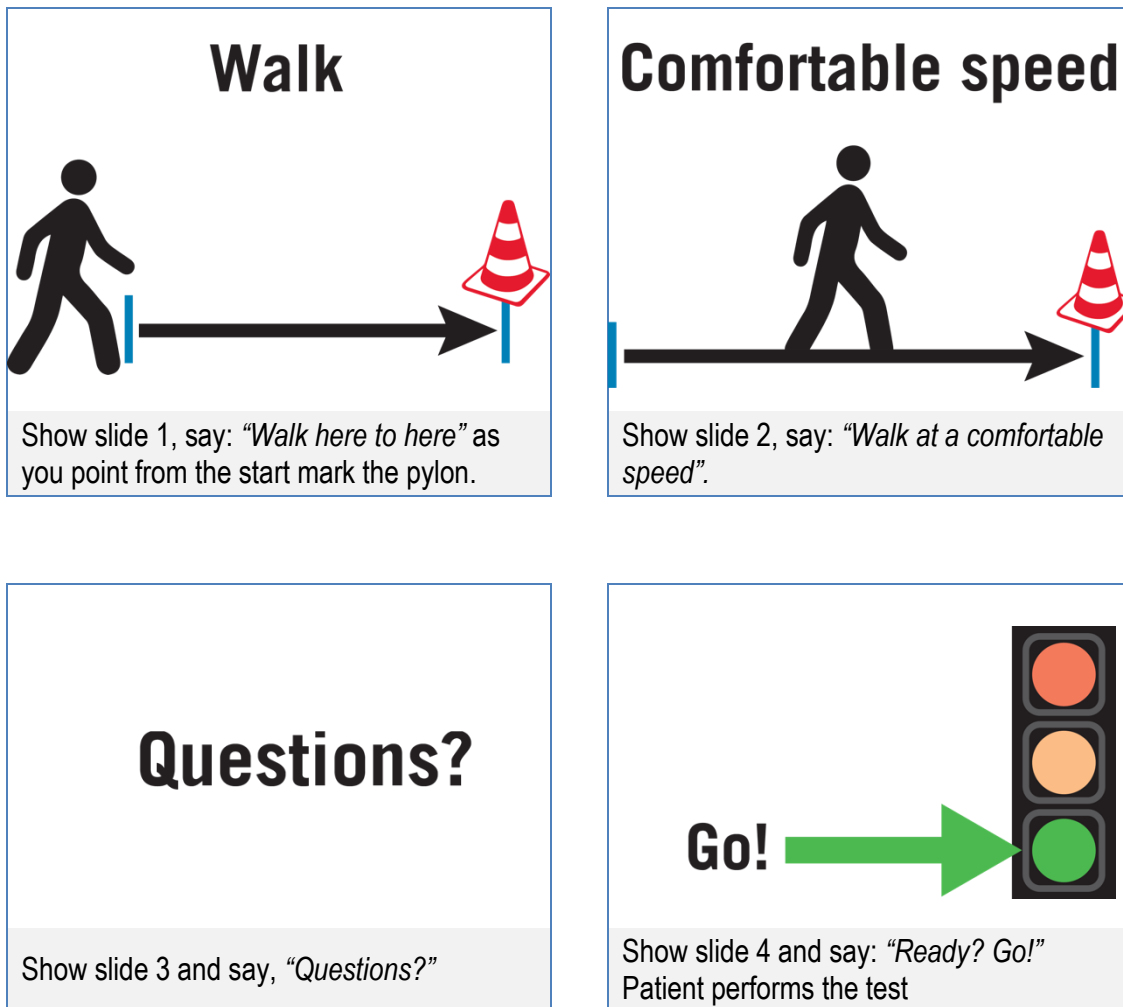 Walk
Show slide 1, say: “Walk here to here” as
you point from the start mark the pylon.
Comfortable speed
Show slide 2, say: “Walk at a comfortable
speed”.
Questions?
Show slide 3 and say, “Questions?”
Go!
Show slide 4 and say: “Ready? Go!”
Patient performs the test